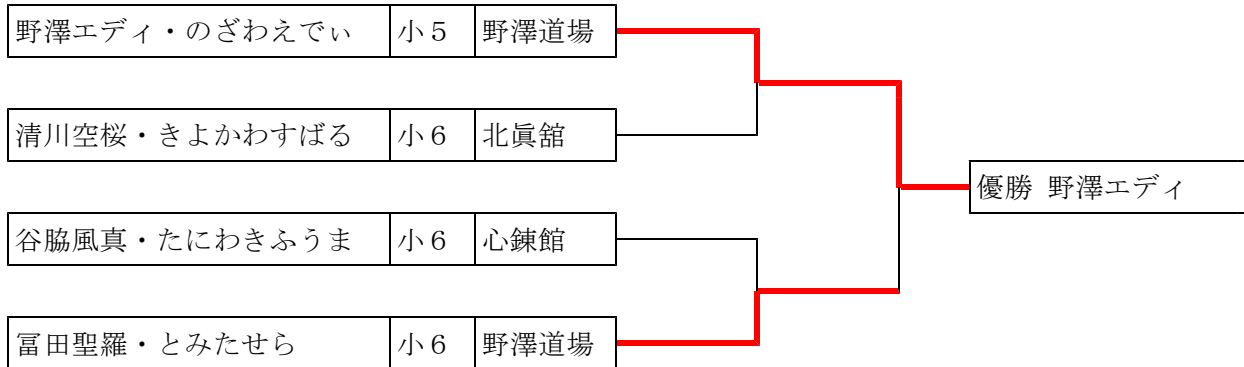 野澤エディ・のざわえでぃ 小５ 野澤道場
清川空桜・きよかわすばる 小６ 北眞舘
優勝 野澤エディ
谷脇風真・たにわきふうま 小６ 心錬館
冨田聖羅・とみたせら 小６ 野澤道場